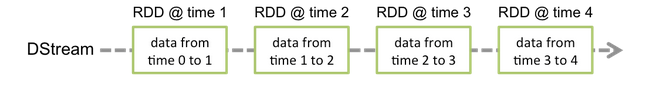 RDD @ time 1 RDD @ time 2 RDD @ time 3 RDD @ time 4
DStream
data from
time 0 to 1
data from
time 1 to 2
data from
time 2 to 3
data from
time 3 to 4